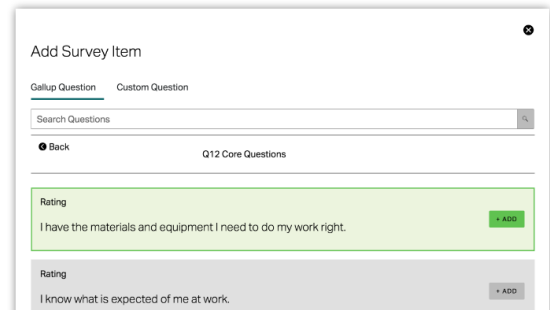 Add Survey Item
Gallup Question Custom Question
Search Questions
Back
Q12 Core Questions
Rating
I have the materials and equipment I need to do my work right.
+ ADD
Rating
I know what is expected of me at work.
+ ADD